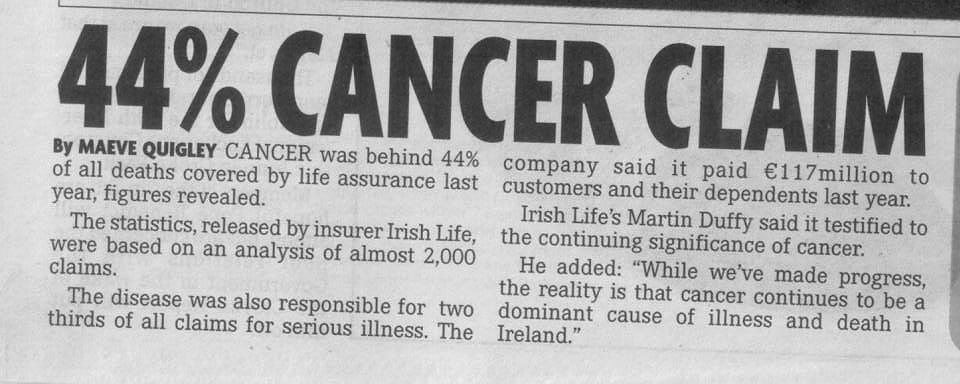 44% CANCER CLAIM
By MAEVE QUIGLEY CANCER was behind 44%
of all deaths covered by life assurance last
year, figures revealed.
The statistics, released by insurer Irish Life,
were based on an analysis of almost 2,000
claims.
The disease was also responsible for two
thirds of all claims for serious illness. The
company said it paid €117million to
customers and their dependents last year.
Irish Life's Martin Duffy said it testified to
the continuing significance of cancer.
He added: “While we've made progress,
the reality is that cancer continues to be a
dominant cause of illness and death in
Ireland.”